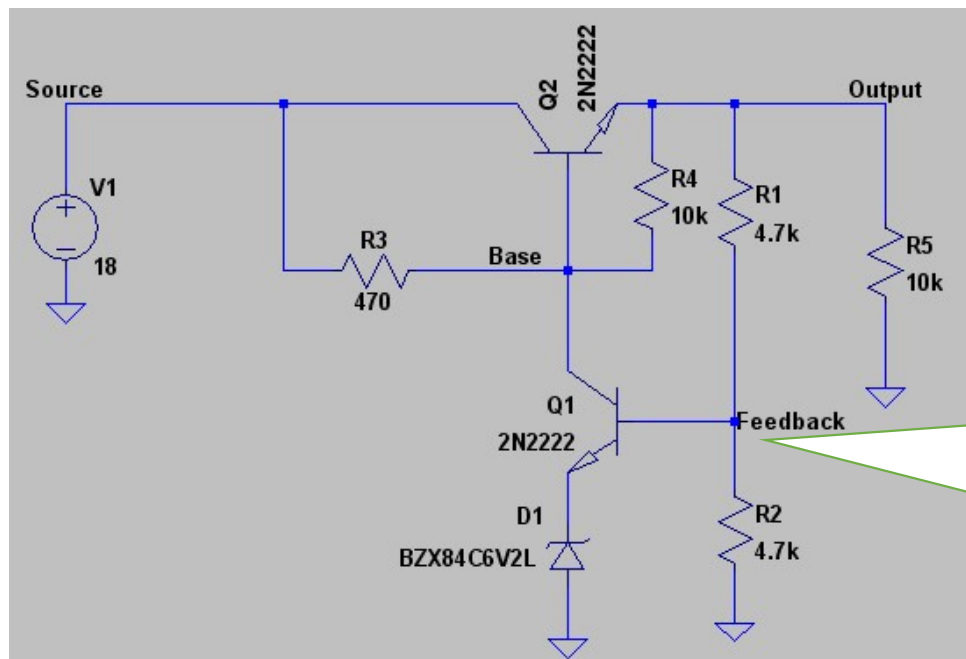 Source
Q2
2N2222
Output
V1
18
R4
10k
R1
4.7k
R5
10k
R3
470
Base
Q1
2N2222
Feedback
D1
BZX84C6V2L
R2
4.7k